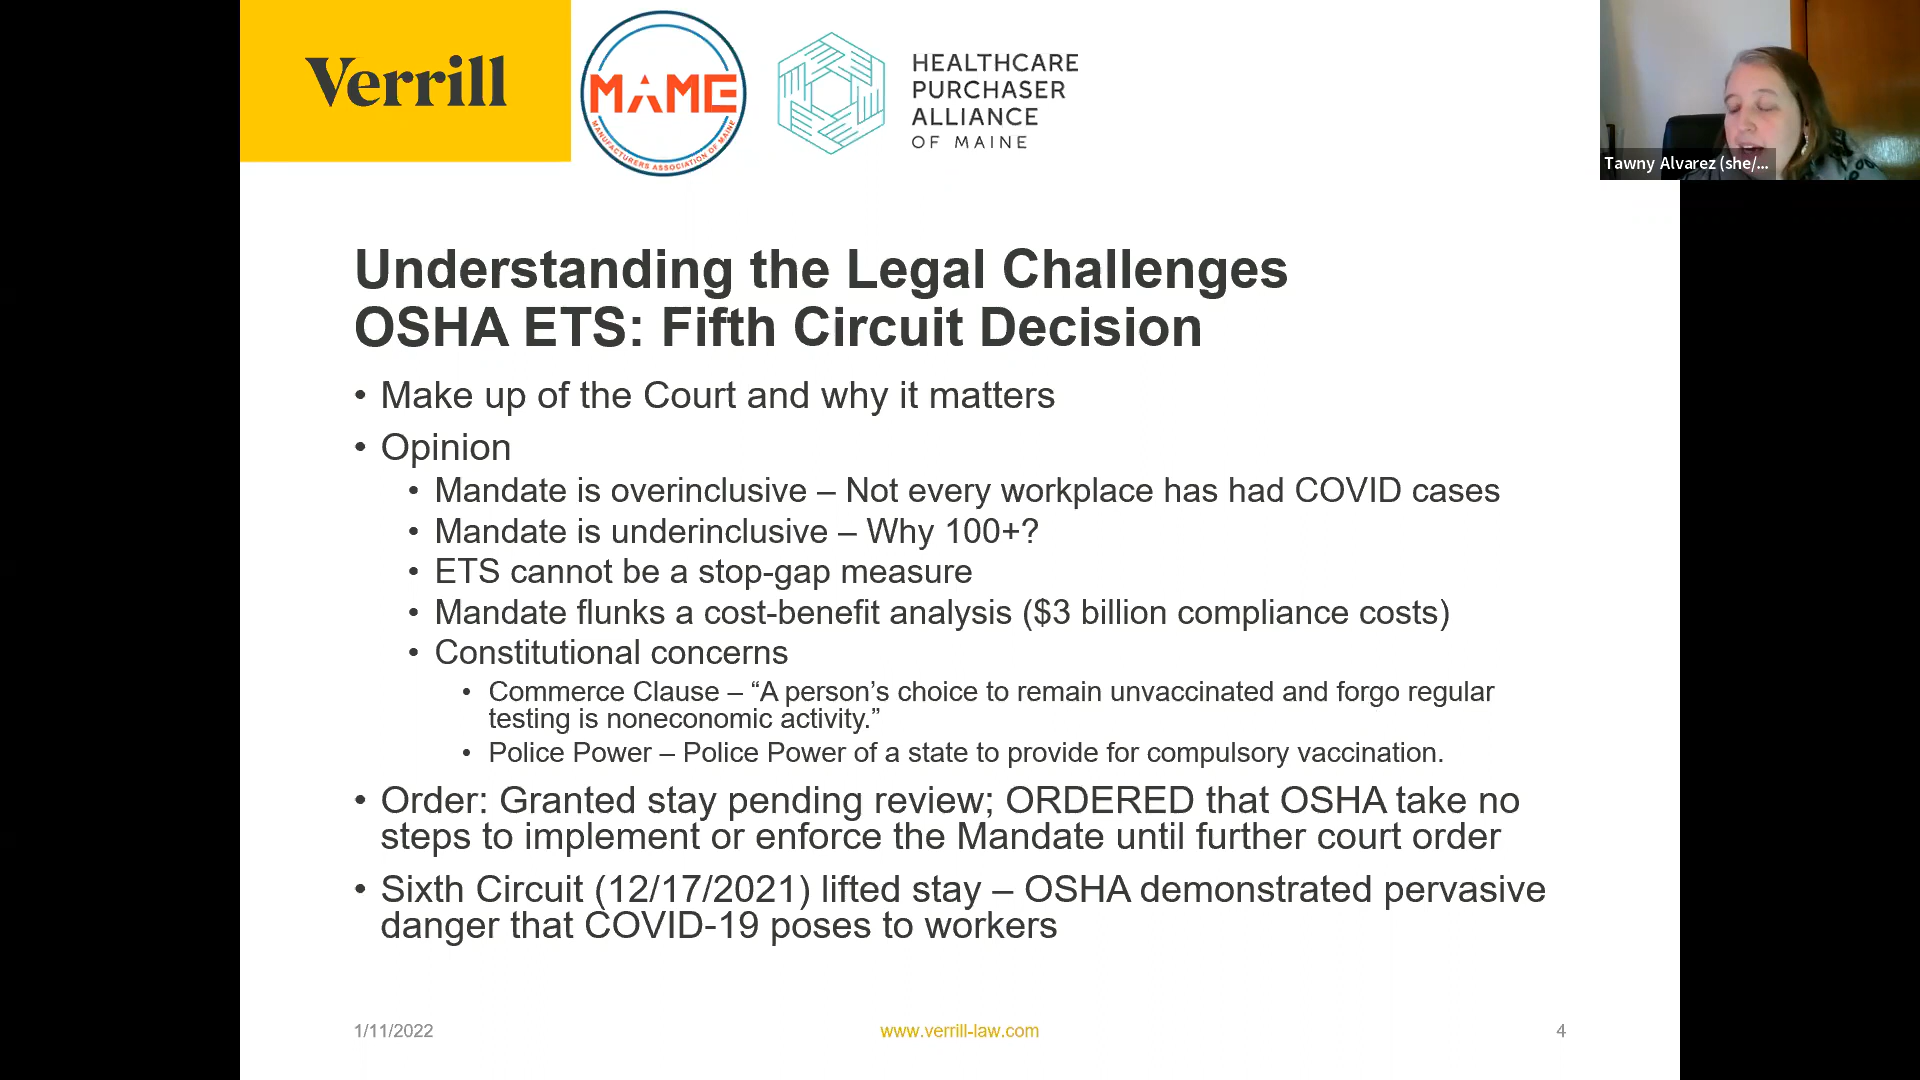 Verrill
MAME
MANUFACTURERS ASSOCIATION OF MAINE
HEALTHCARE
PURCHASER
ALLIANCE
OF MAINE
Tawny Alvarez (she/...
Understanding the Legal Challenges
OSHA ETS: Fifth Circuit Decision
• Make up of the Court and why it matters
• Opinion
• Mandate is overinclusive – Not every workplace has had COVID cases
• Mandate is underinclusive – Why 100+?
• ETS cannot be a stop-gap measure
• Mandate flunks a cost-benefit analysis ($3 billion compliance costs)
• Constitutional concerns
• Commerce Clause – “A person’s choice to remain unvaccinated and forgo regular
testing is noneconomic activity.”
• Police Power – Police Power of a state to provide for compulsory vaccination.
• Order: Granted stay pending review; ORDERED that OSHA take no
steps to implement or enforce the Mandate until further court order
• Sixth Circuit (12/17/2021) lifted stay – OSHA demonstrated pervasive
danger that COVID-19 poses to workers
1/11/2022
www.verrill-law.com
4